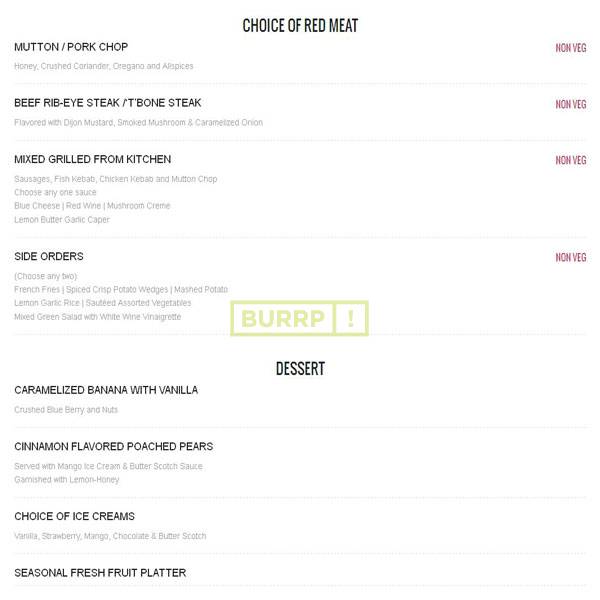 CHOICE OF RED MEAT
MUTTON / PORK CHOP NON VEG
Honey, Crushed Coriander, Oregano and Allspices
BEEF RIB-EYE STEAK /'T'BONE STEAK NON VEG
Flavored with Dijon Mustard, Smoked Mushroom & Caramelized Onion
MIXED GRILLED FROM KITCHEN NON VEG
Sausages, Fish Kebab, Chicken Kebab and Mutton Chop
Choose any one sauce
Blue Cheese | Red Wine | Mushroom Creme
Lemon Butter Garlic Caper
SIDE ORDERS NON VEG
(Choose any two)
French Fries | Spiced Crisp Potato Wedges | Mashed Potato
Lemon Garlic Rice | Sautéed Assorted Vegetables
Mixed Green Salad with White Wine Vinaigrette
BURRP !
DESSERT
CARAMELIZED BANANA WITH VANILLA
Crushed Blue Berry and Nuts
CINNAMON FLAVORED POACHED PEARS
Served with Mango Ice Cream & Butter Scotch Sauce
Garnished with Lemon-Honey
CHOICE OF ICE CREAMS
Vanilla, Strawberry, Mango, Chocolate & Butter Scotch
SEASONAL FRESH FRUIT PLATTER